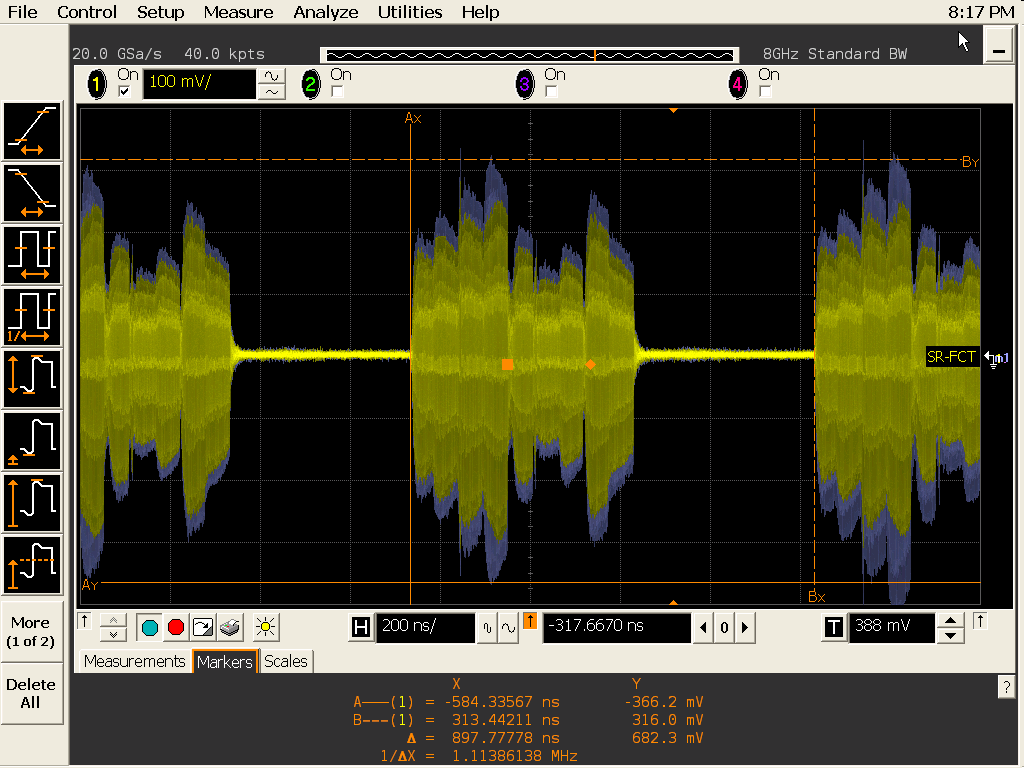 File Control Setup Measure Analyze Utilities Help 8:17 PM
20.0 GSa/s 40.0 kpts 8GHz Standard BW
1 On 100 mV/ 2 On 3 On 4 On
Ax
By
SR-FCT
Ay
Bx
1/
More
(1 of 2)
Delete
All
H 200 ns/ -317.6670 ns 0 T 388 mV
Measurements Markers Scales
?
X Y
A———(1) = -584.33567 ns -366.2 mV
B---(1) = 313.44211 ns 316.0 mV
Δ = 897.77778 ns 682.3 mV
1/ΔX = 1.11386138 MHz